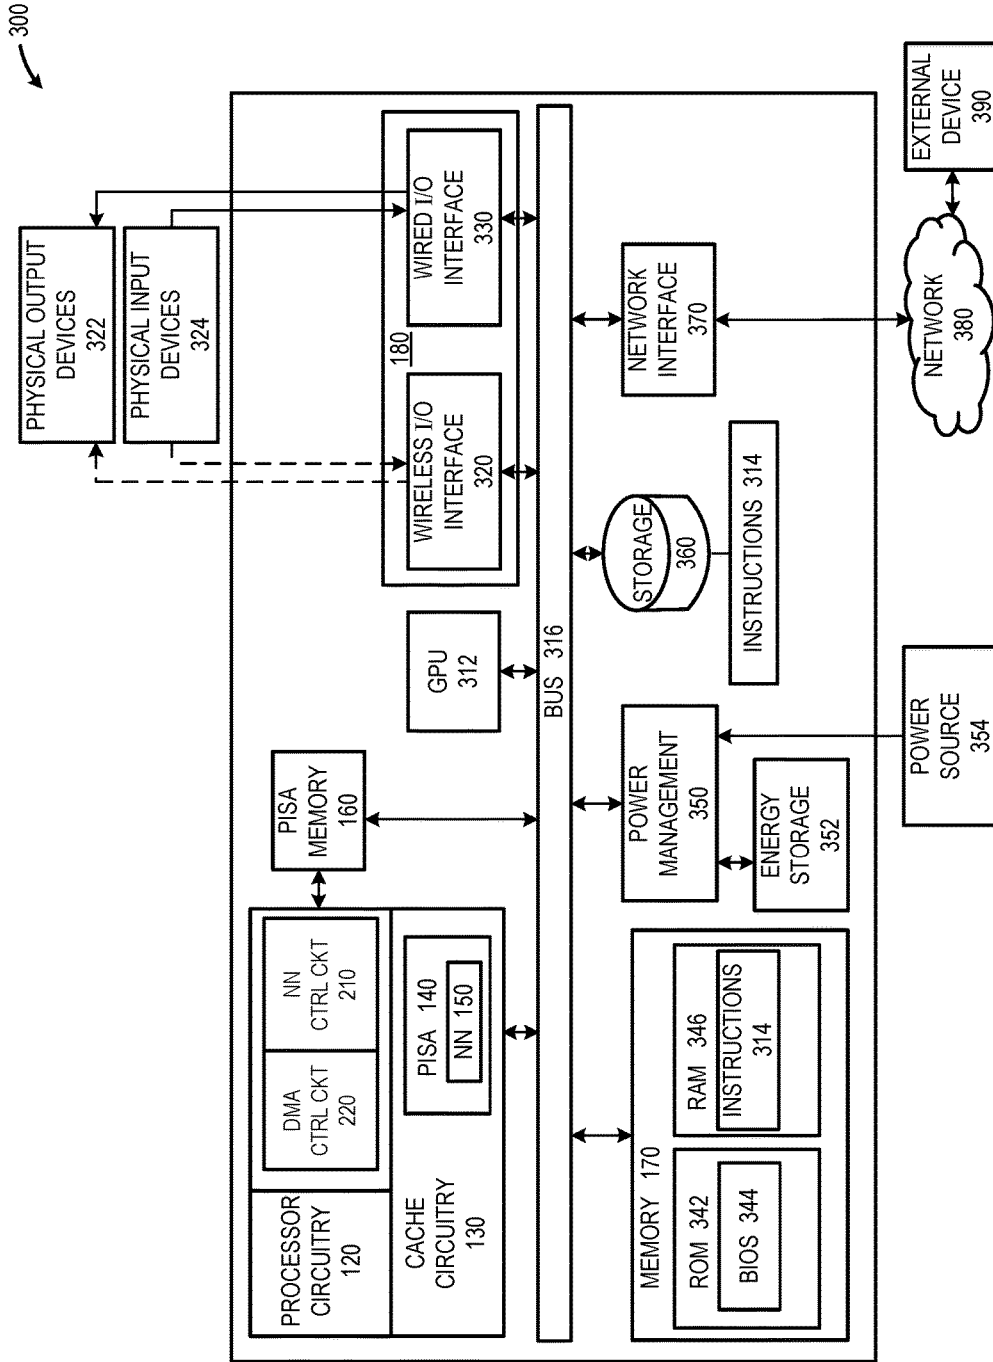 300
PHYSICAL OUTPUT
DEVICES
322
PHYSICAL INPUT
DEVICES
324
PROCESSOR
CIRCUITRY
120
DMA
CTRL CKT
220
NN
CTRL CKT
210
PISA
MEMORY
160
CACHE
CIRCUITRY
130
PISA 140
NN 150
GPU
312
180
WIRELESS I/O
INTERFACE
320
WIRED I/O
INTERFACE
330
BUS 316
MEMORY 170
ROM 342
BIOS 344
RAM 346
INSTRUCTIONS
314
POWER
MANAGEMENT
350
ENERGY
STORAGE
352
STORAGE
360
INSTRUCTIONS 314
NETWORK
INTERFACE
370
POWER
SOURCE
354
NETWORK
380
EXTERNAL
DEVICE
390